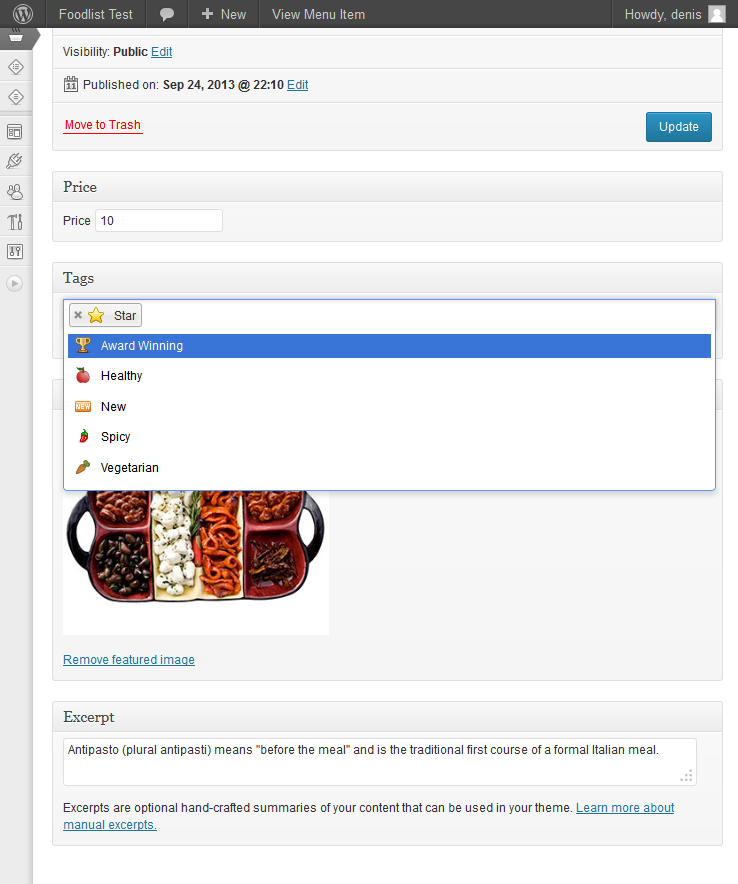 Foodlist Test
New
View Menu Item
Howdy, denis
Visibility: Public Edit
11 Published on: Sep 24, 2013 @ 22:10 Edit
Move to Trash
Update
Price
Price 10
Tags
Star
Award Winning
Healthy
NEW New
Spicy
Vegetarian
Remove featured image
Excerpt
Antipasto (plural antipasti) means "before the meal" and is the traditional first course of a formal Italian meal.
Excerpts are optional hand-crafted summaries of your content that can be used in your theme. Learn more about
manual excerpts.